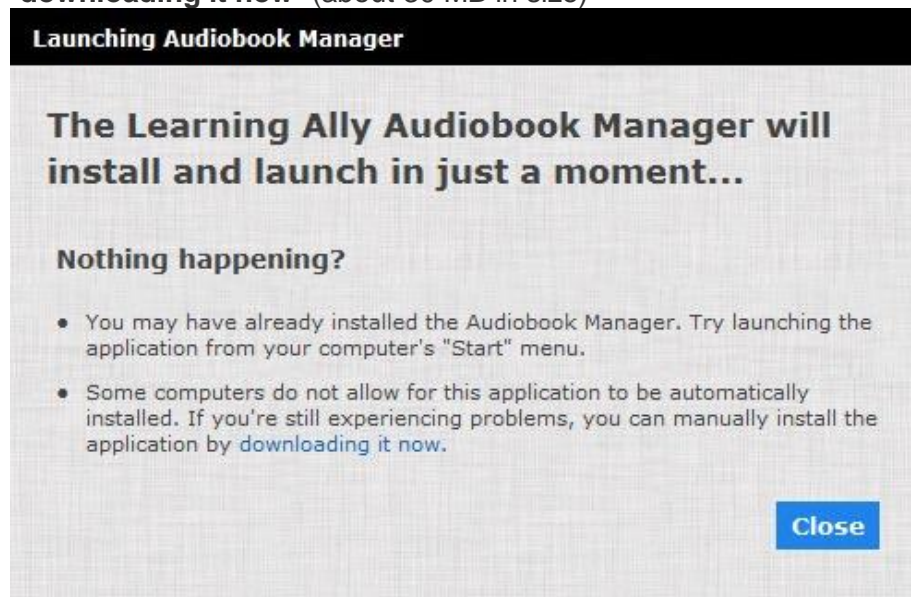 Launching Audiobook Manager
The Learning Ally Audiobook Manager will
install and launch in just a moment...
Nothing happening?
• You may have already installed the Audiobook Manager. Try launching the
application from your computer's "Start" menu.
• Some computers do not allow for this application to be automatically
installed. If you're still experiencing problems, you can manually install the
application by downloading it now.
Close